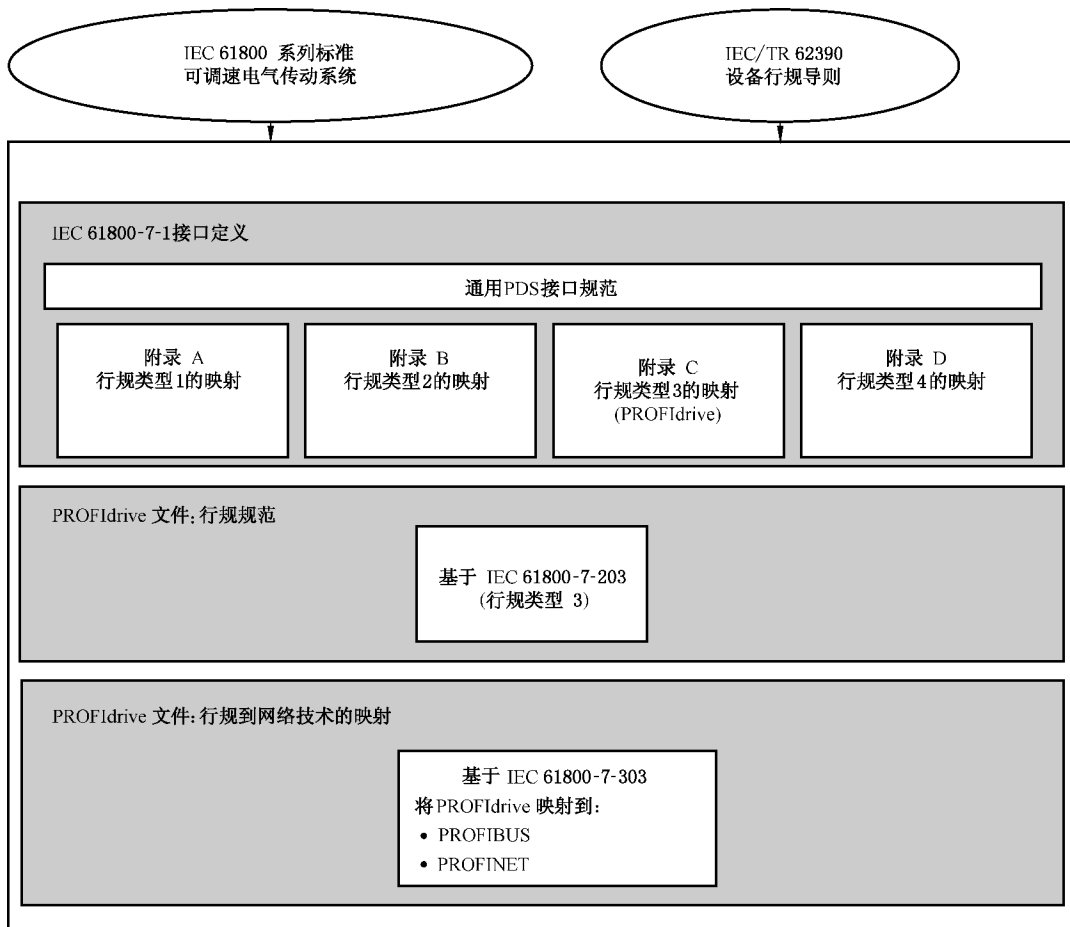 IEC 61800 系列标准
可调速电气传动系统
IEC/TR 62390
设备行规导则
IEC 61800-7-1接口定义
通用PDS接口规范
附录 A
行规类型1的映射
附录 B
行规类型2的映射
附录 C
行规类型3的映射
(PROFIdrive)
附录 D
行规类型4的映射
PROFIdrive 文件:行规规范
基于 IEC 61800-7-203
(行规类型 3)
PROFIdrive 文件:行规到网络技术的映射
基于 IEC 61800-7-303
将PROFIdrive 映射到:
• PROFIBUS
• PROFINET